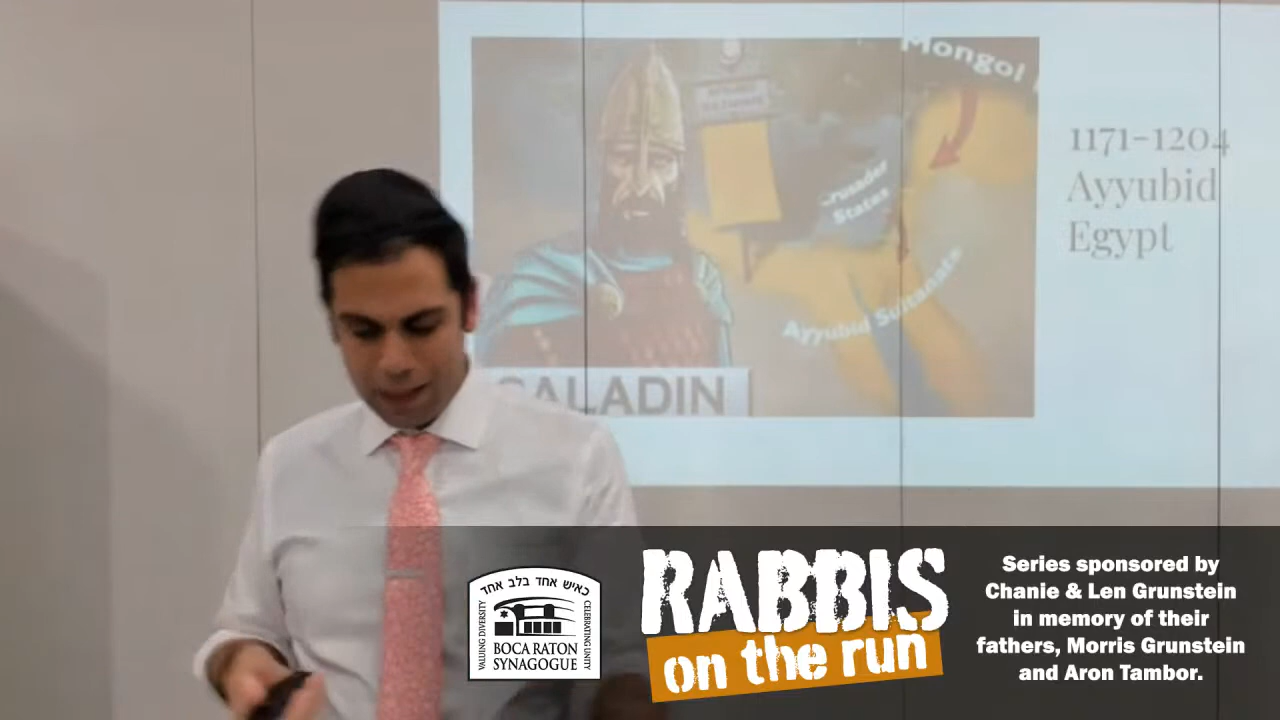 Mongol
1171-1204
Ayyubid
Egypt
States
Ayyubid Sultanate
SALADIN
כאיש אחד בלב אחד
VALUING DIVERSITY
CELEBRATING UNITY
BOCA RATON
SYNAGOGUE
RABBIS
on the run
Series sponsored by
Chanie & Len Grunstein
in memory of their
fathers, Morris Grunstein
and Aron Tambor.